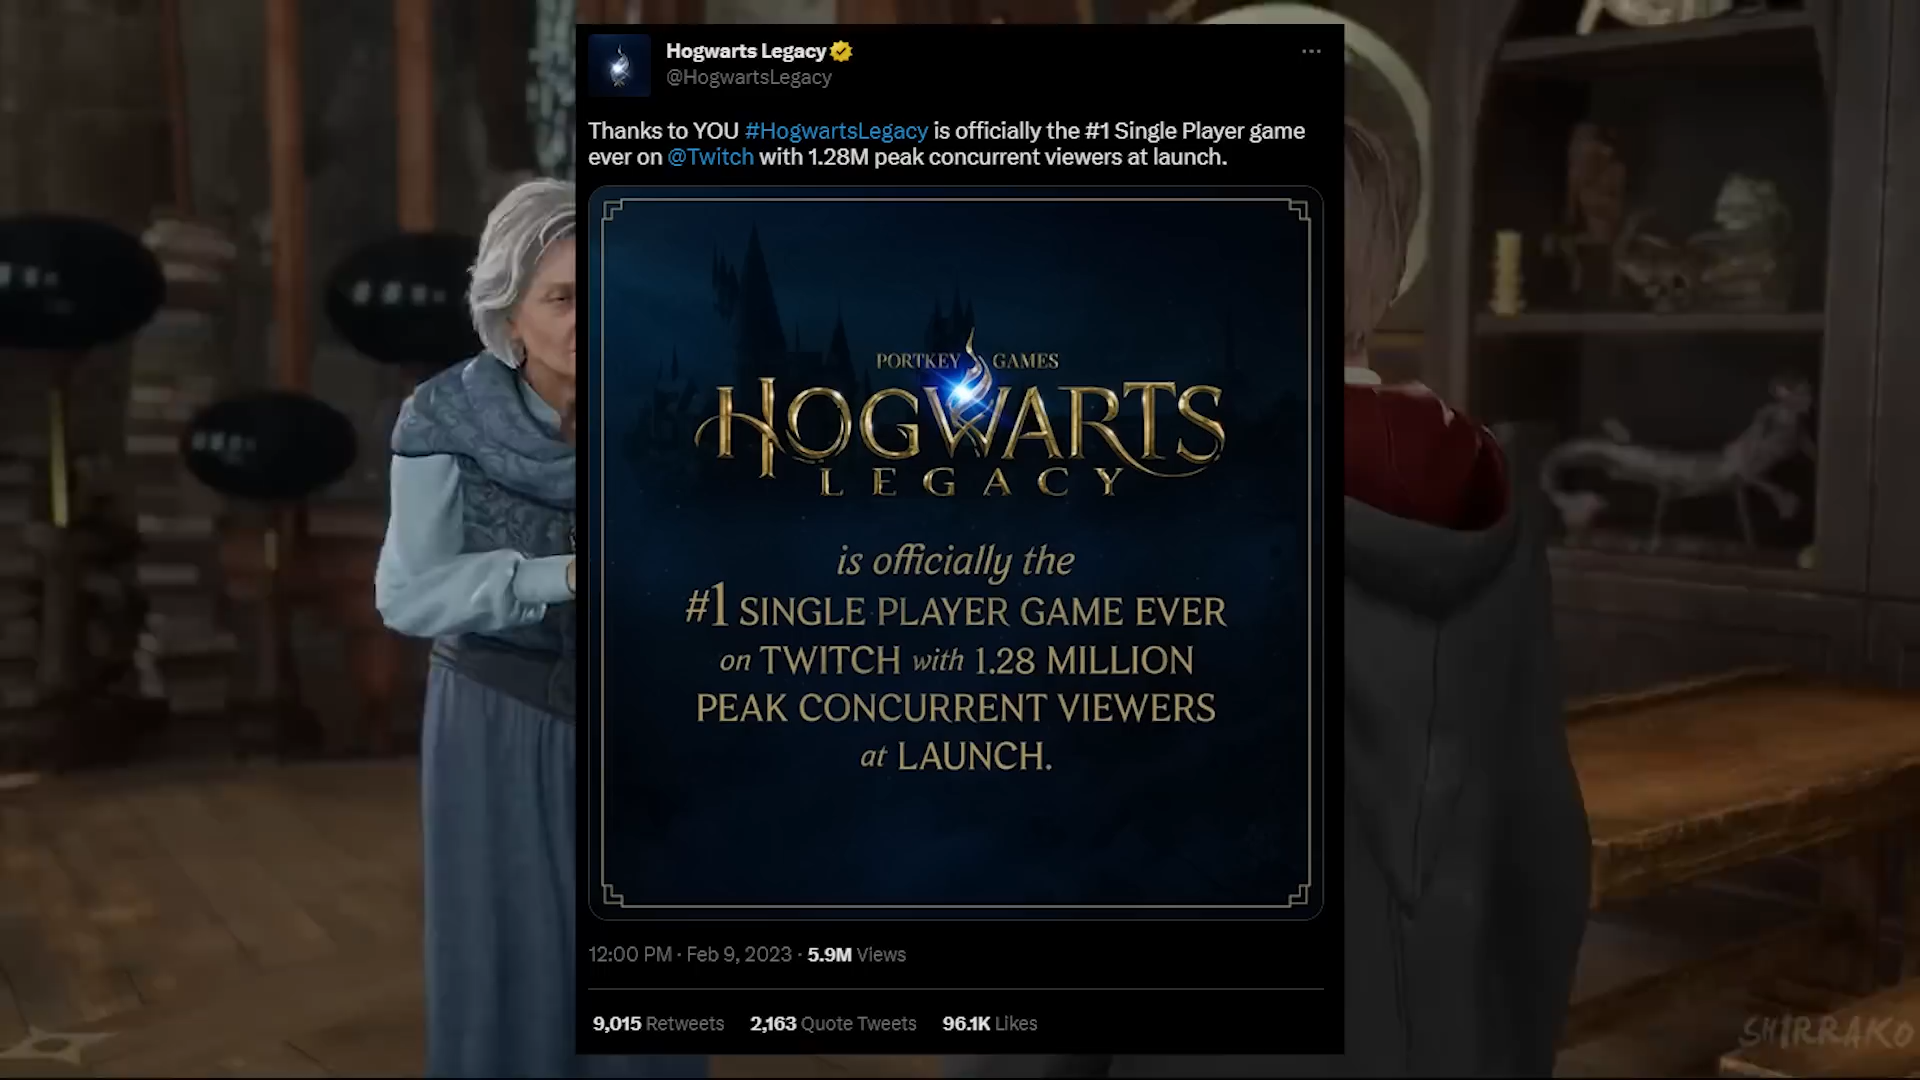 Hogwarts Legacy
@HogwartsLegacy
Thanks to YOU #HogwartsLegacy is officially the #1 Single Player game
ever on @Twitch with 1.28M peak concurrent viewers at launch.
PORTKEY GAMES
HOGWARTS
LEGACY
is officially the
#1 SINGLE PLAYER GAME EVER
on TWITCH with 1.28 MILLION
PEAK CONCURRENT VIEWERS
at LAUNCH.
12:00 PM · Feb 9, 2023 · 5.9M Views
9,015 Retweets 2,163 Quote Tweets 96.1K Likes
SHIRRAKO